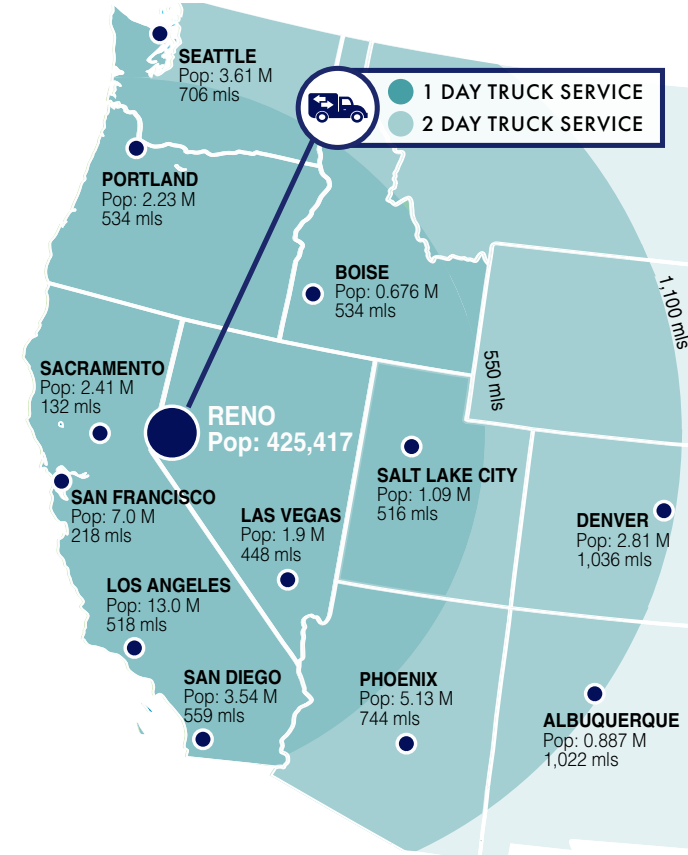 SEATTLE
Pop: 3.61 M
706 mls
1 DAY TRUCK SERVICE
2 DAY TRUCK SERVICE
PORTLAND
Pop: 2.23 M
534 mls
BOISE
Pop: 0.676 M
534 mls
1,100 mls
550 mls
SACRAMENTO
Pop: 2.41 M
132 mls
RENO
Pop: 425,417
SALT LAKE CITY
Pop: 1.09 M
516 mls
SAN FRANCISCO
Pop: 7.0 M
218 mls
LAS VEGAS
Pop: 1.9 M
448 mls
DENVER
Pop: 2.81 M
1,036 mls
LOS ANGELES
Pop: 13.0 M
518 mls
SAN DIEGO
Pop: 3.54 M
559 mls
PHOENIX
Pop: 5.13 M
744 mls
ALBUQUERQUE
Pop: 0.887 M
1,022 mls